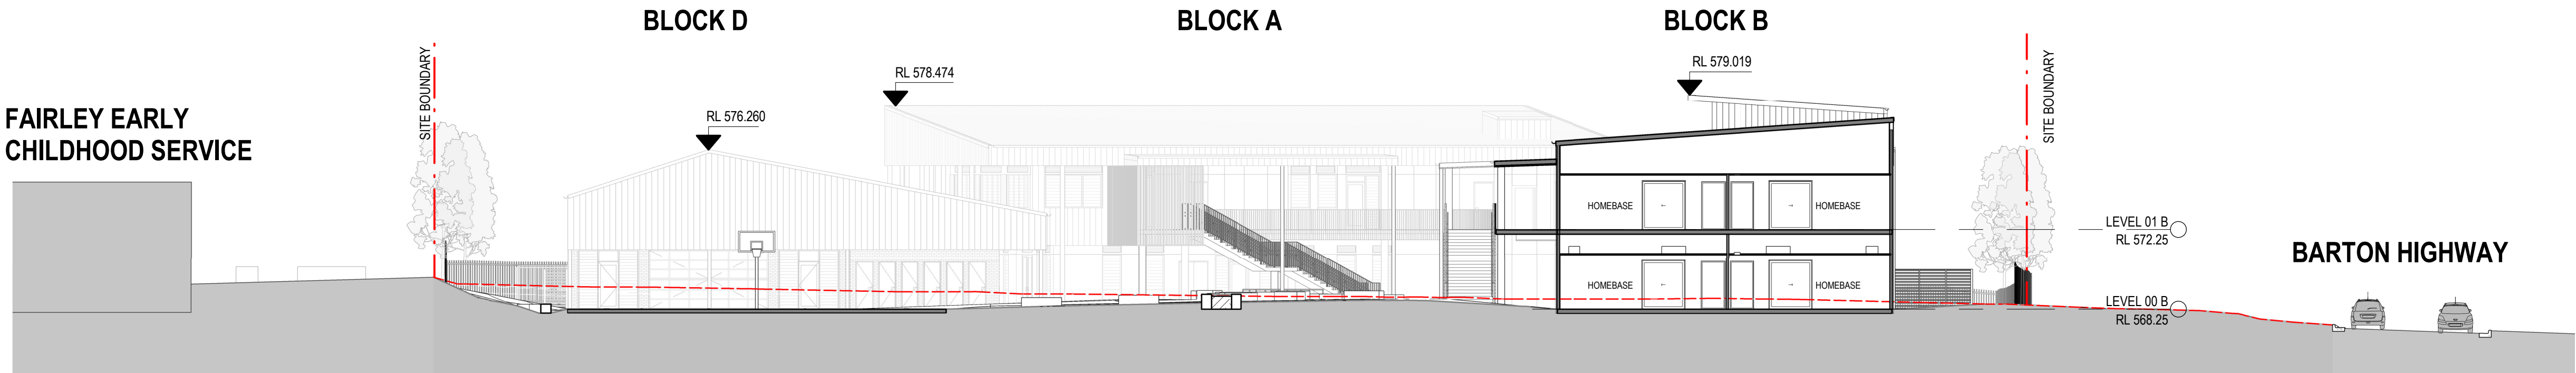 BLOCK D
BLOCK A
BLOCK B
SITE BOUNDARY
SITE BOUNDARY
RL 578.474
RL 579.019
RL 576.260
FAIRLEY EARLY
CHILDHOOD SERVICE
HOMEBASE
HOMEBASE
LEVEL 01 B
RL 572.25
BARTON HIGHWAY
HOMEBASE
HOMEBASE
LEVEL 00 B
RL 568.25